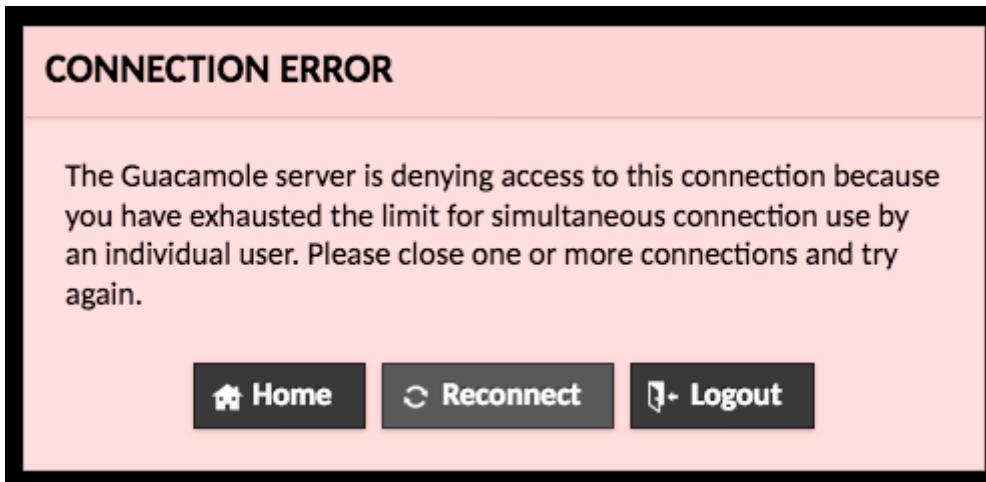 CONNECTION ERROR
The Guacamole server is denying access to this connection because
you have exhausted the limit for simultaneous connection use by
an individual user. Please close one or more connections and try
again.
Home Reconnect Logout